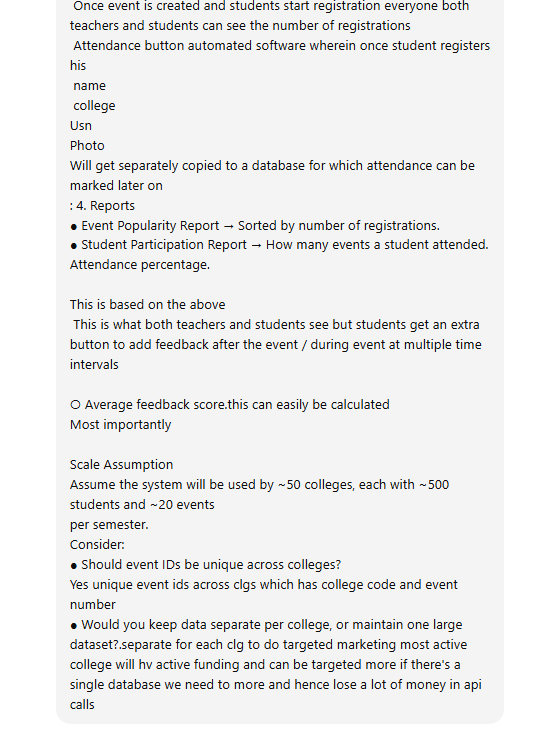 Once event is created and students start registration everyone both
teachers and students can see the number of registrations
Attendance button automated software wherein once student registers
his
name
college
Usn
Photo
Will get separately copied to a database for which attendance can be
marked later on
: 4. Reports
● Event Popularity Report → Sorted by number of registrations.
● Student Participation Report → How many events a student attended.
Attendance percentage.
This is based on the above
This is what both teachers and students see but students get an extra
button to add feedback after the event / during event at multiple time
intervals
○ Average feedback score.this can easily be calculated
Most importantly
Scale Assumption
Assume the system will be used by ~50 colleges, each with ~500
students and ~20 events
per semester.
Consider:
● Should event IDs be unique across colleges?
Yes unique event ids across clgs which has college code and event
number
● Would you keep data separate per college, or maintain one large
dataset?.separate for each clg to do targeted marketing most active
college will hv active funding and can be targeted more if there's a
single database we need to more and hence lose a lot of money in api
calls